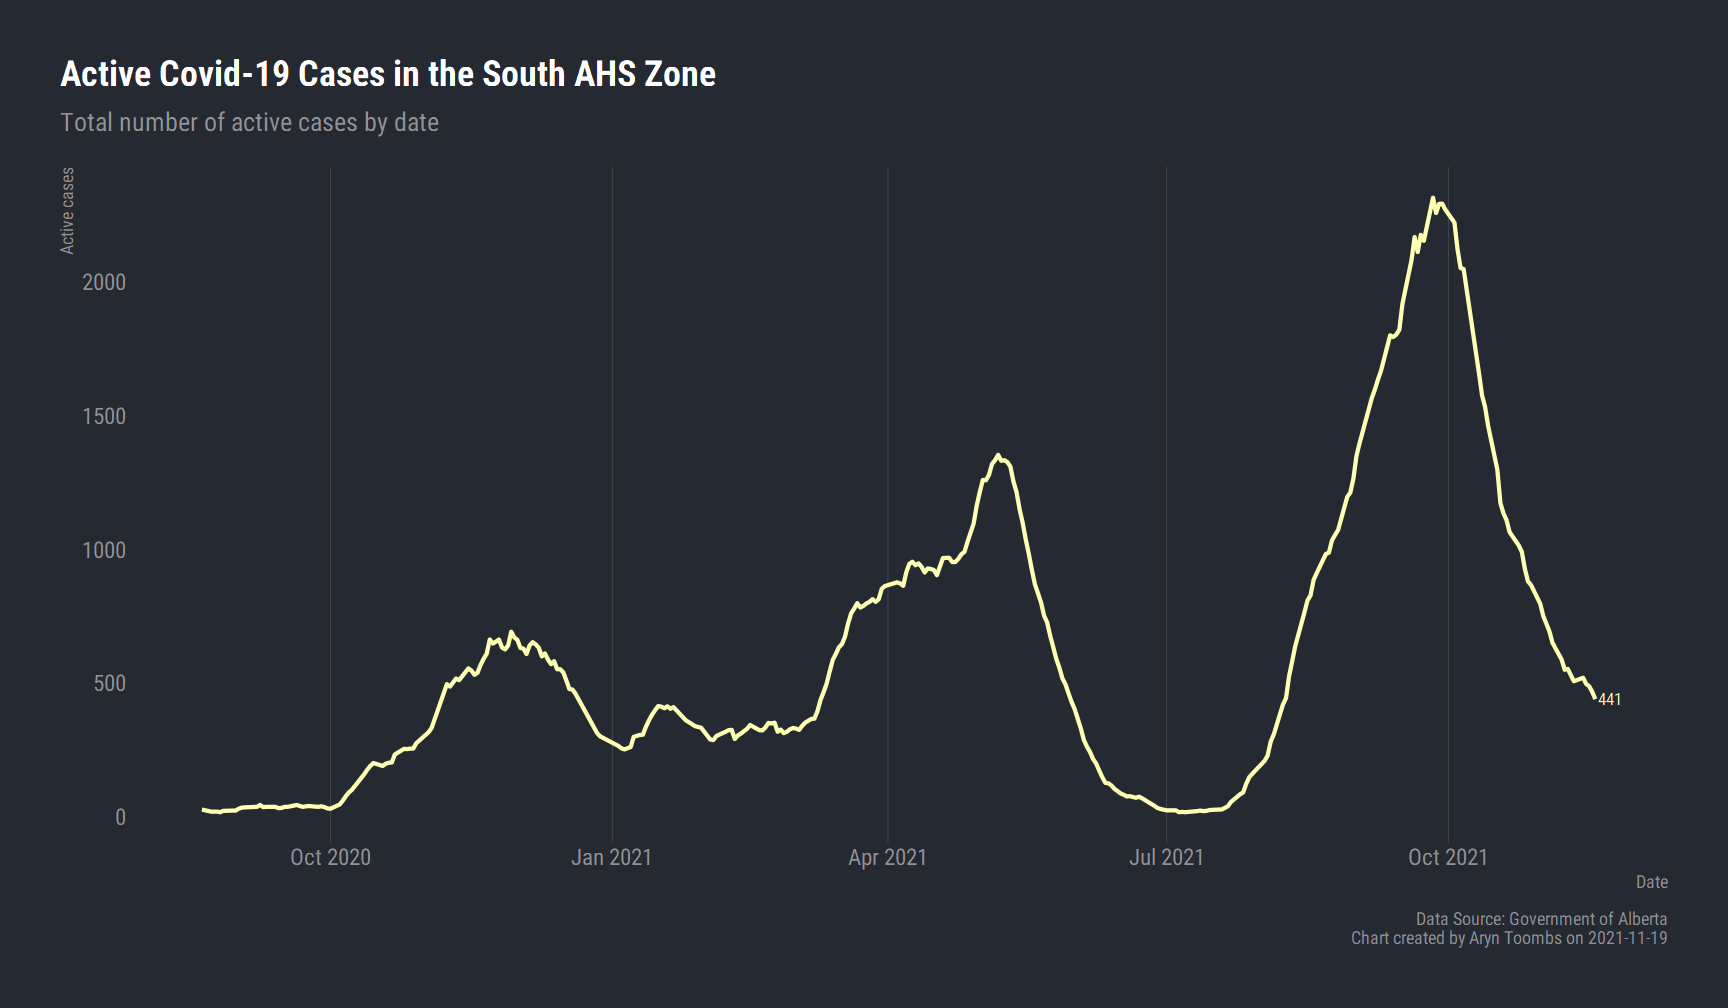 Active Covid-19 Cases in the South AHS Zone
Total number of active cases by date
Active cases
2000
1500
1000
500
0
441
Oct 2020
Jan 2021
Apr 2021
Jul 2021
Oct 2021
Date
Data Source: Government of Alberta
Chart created by Aryn Toombs on 2021-11-19